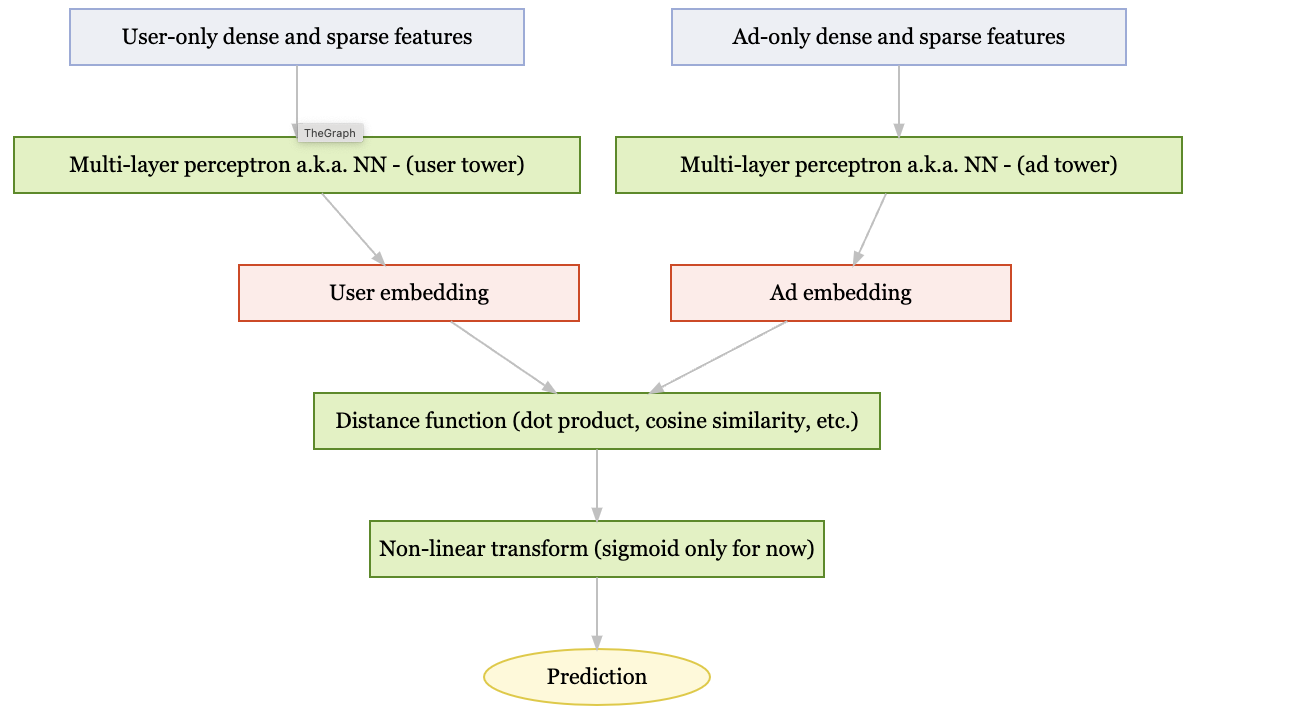 User-only dense and sparse features
Ad-only dense and sparse features
TheGraph
Multi-layer perceptron a.k.a. NN - (user tower)
Multi-layer perceptron a.k.a. NN - (ad tower)
User embedding
Ad embedding
Distance function (dot product, cosine similarity, etc.)
Non-linear transform (sigmoid only for now)
Prediction